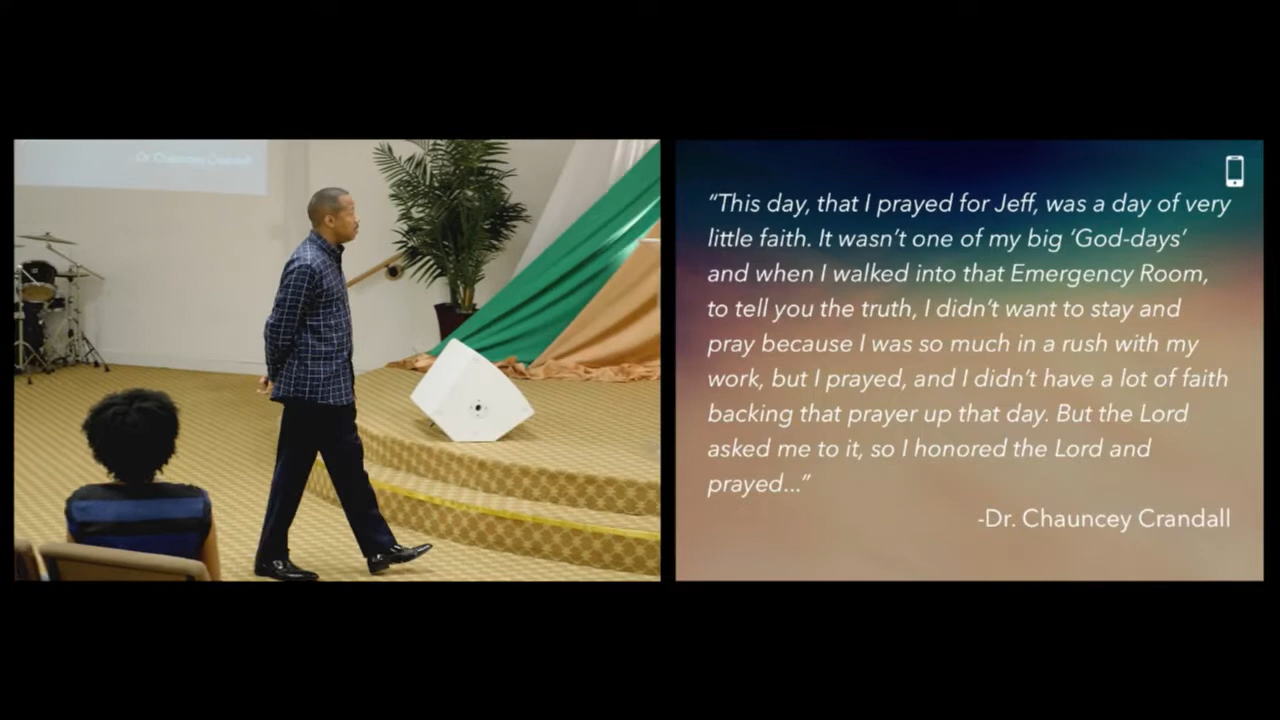 Dr. Chauncey Crandall
“This day, that I prayed for Jeff, was a day of very
little faith. It wasn’t one of my big ‘God-days’
and when I walked into that Emergency Room,
to tell you the truth, I didn’t want to stay and
pray because I was so much in a rush with my
work, but I prayed, and I didn’t have a lot of faith
backing that prayer up that day. But the Lord
asked me to it, so I honored the Lord and
prayed...”
-Dr. Chauncey Crandall